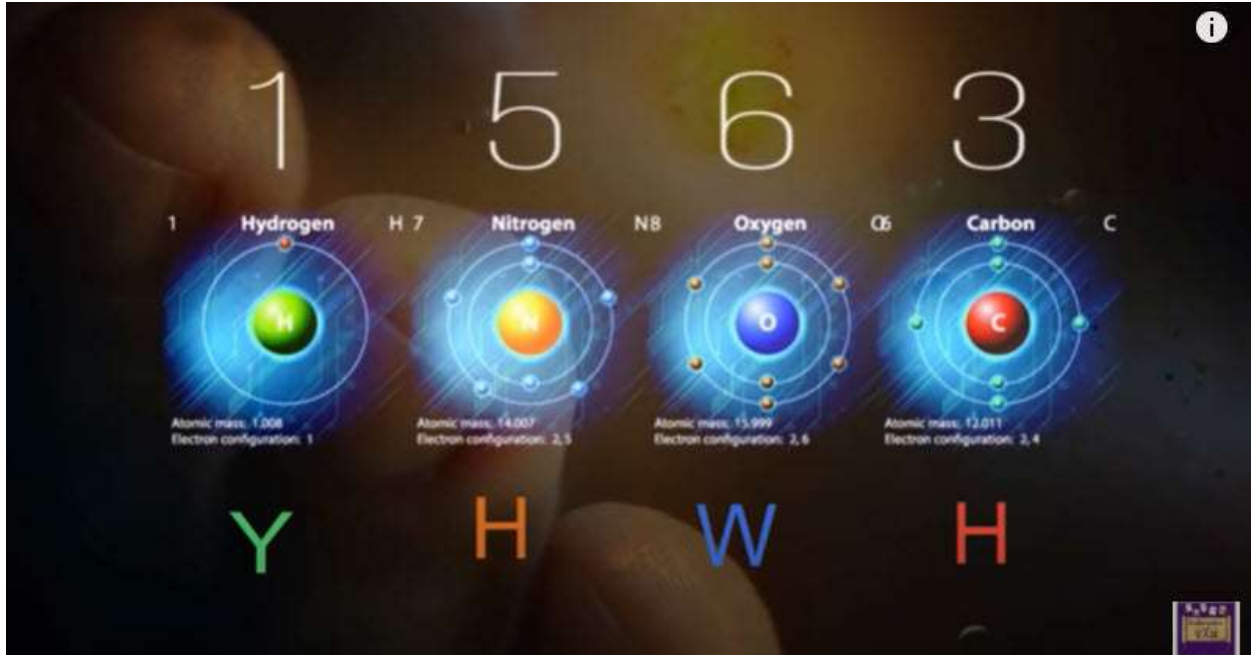 1 5 6 3
1 Hydrogen H 7 Nitrogen N 8 Oxygen O 6 Carbon C
H N O C
Atomic mass: 1.008 Atomic mass: 14.007 Atomic mass: 15.999 Atomic mass: 12.011
Electron configuration: 1 Electron configuration: 2, 5 Electron configuration: 2, 6 Electron configuration: 2, 4
Y H W H
i